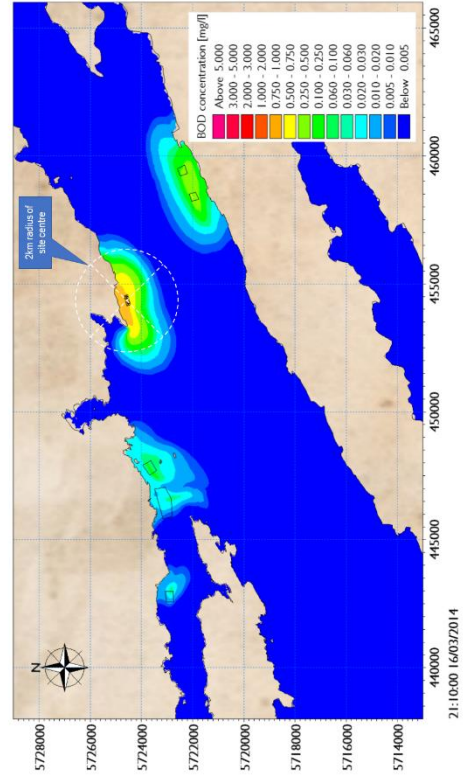 N
2km radius of
site centre
BOD concentration [mg/l]
Above 5.000
3.000 - 5.000
2.000 - 3.000
1.000 - 2.000
0.750 - 1.000
0.500 - 0.750
0.250 - 0.500
0.100 - 0.250
0.060 - 0.100
0.030 - 0.060
0.020 - 0.030
0.010 - 0.020
0.005 - 0.010
Below 0.005
5728000
5726000
5724000
5722000
5720000
5718000
5716000
5714000
440000
445000
450000
455000
460000
465000
21:10:00 16/03/2014